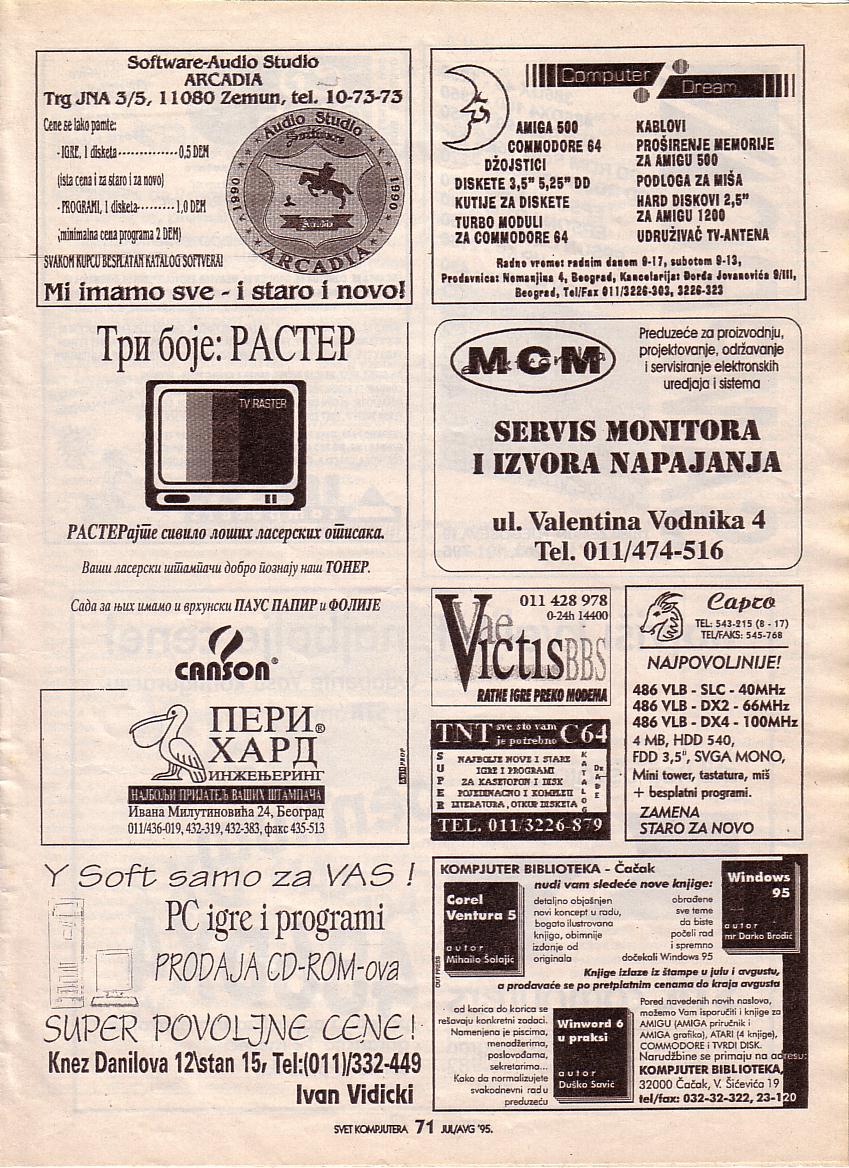 Software-Audio Studio
ARCADIA
Trg JNA 3/5, 11080 Zemun, tel. 10-73-73
Cene se lako pamte:
- IGRE, 1 disketa---------------0,5 DEM
(ista cena i za staro i za novo)
- PROGRAMI, 1 disketa---------1,0 DEM
(minimalna cena programa 2 DEM)
SVAKOM KUPCU BESPLATAN KATALOG SOFTVERA!
Audio Studio
Software
1990 1990
ARCADIA
Mi imamo sve - i staro i novo!
Computer
Dream
AMIGA 500
COMMODORE 64
DŽOJSTICI
DISKETE 3,5" 5,25" DD
KUTIJE ZA DISKETE
TURBO MODULI
ZA COMMODORE 64
KABLOVI
PROŠIRENJE MEMORIJE
ZA AMIGU 500
PODLOGA ZA MIŠA
HARD DISKOVI 2,5"
ZA AMIGU 1200
UDRUŽIVAČ TV-ANTENA
Radno vreme: radnim danom 9-17, subotom 9-13,
Prodavnica: Nemanjina 4, Beograd, Kancelarija: Đorđa Jovanovića 9/III,
Beograd, Tel/Fax 011/3226-303, 3226-323
Три боје: РАСТЕР
TV RASTER
РАСТЕРајте сивило лоших ласерских отисака.
Ваши ласерски штампачи добро познају наш ТОНЕР.
Сада за њих имамо и врхунски ПАУС ПАПИР и ФОЛИЈЕ
CANSON®
ПЕРИ®
ХАРД
ИНЖЕЊЕРИНГ
НАЈБОЉИ ПРИЈАТЕЉ ВАШИХ ШТАМПАЧА
Ивана Милутиновића 24, Београд
011/436-019, 432-319, 432-383, факс 435-513
MCM
Preduzeće za proizvodnju,
projektovanje, održavanje
i servisiranje elektronskih
uredjaja i sistema
SERVIS MONITORA
I IZVORA NAPAJANJA
ul. Valentina Vodnika 4
Tel. 011/474-516
011 428 978
0-24h 14400
Vae
Victis BBS
RATNE IGRE PREKO MODEMA
TNT sve sto vam
je potrebno C64
SUPER
NAJBOLJE NOVE I STARE
IGRE I PROGRAMI
ZA KASETOFON I DISK
POJEDINACNO I KOMPLETI
LITERATURA, OTKUP DISKETA
KATALOG
TEL. 011/3226-879
Capro
TEL: 543-215 (8 - 17)
TEL/FAKS: 545-768
NAJPOVOLJNIJE!
486 VLB - SLC - 40MHz
486 VLB - DX2 - 66MHz
486 VLB - DX4 - 100MHz
4 MB, HDD 540,
FDD 3,5", SVGA MONO,
Mini tower, tastatura, miš
+ besplatni programi.
ZAMENA
STARO ZA NOVO
Y Soft samo za VAS !
PC igre i programi
PRODAJA CD-ROM-ova
SUPER POVOLJNE CENE!
Knez Danilova 12\stan 15, Tel:(011)/332-449
Ivan Vidicki
KOMPJUTER BIBLIOTEKA - Čačak
nudi vam sledeće nove knjige:
Corel
Ventura 5
autor
Mihailo Šolajić
detaljno objašnjen
novi koncept u radu,
bogato ilustrovana
knjiga, obimnije
izdanje od
originala
obrađene
sve teme
da biste
počeli rad
i spremno
dočekali Windows 95
Windows
95
autor
mr Darko Brodić
Knjige izlaze iz štampe u julu i avgustu,
a prodavaće se po pretplatnim cenama do kraja avgusta
OUT PRESS
od korica do korica se
rešavaju konkretni zadaci.
Namenjena je piscima,
menadžerima,
poslovođama,
sekretarima...
Kako da normalizujete
svakodnevni rad u
preduzeću
Winword 6
u praksi
autor
Duško Savić
Pored navedenih novih naslova,
možemo Vam isporučiti i knjige za
AMIGU (AMIGA priručnik i
AMIGA grafika), ATARI (4 knjige),
COMMODORE i TVRDI DISK.
Narudžbine se primaju na adresu:
KOMPJUTER BIBLIOTEKA,
32000 Čačak, V. Šićevića 19
tel/fax: 032-32-322, 23-120
SVET KOMPJUTERA 71 JUL/AVG '95.